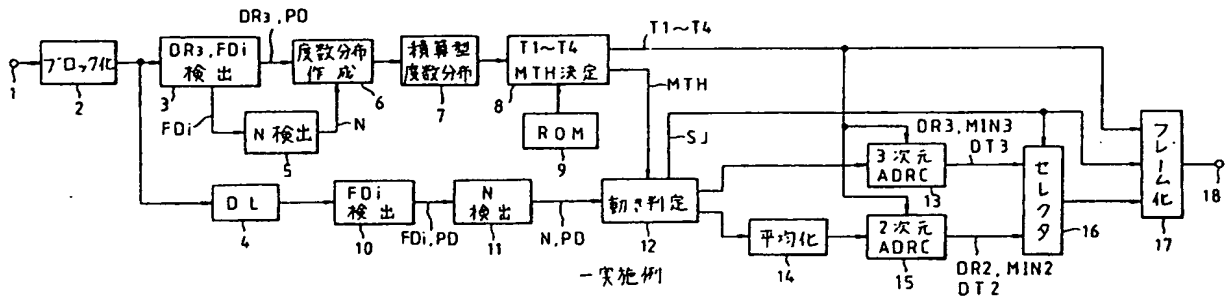 1
ブロック化
2
DR3,FDi
検出
3
DR3,PD
FDi
N検出
5
N
度数分布
作成
6
積算型
度数分布
7
T1~T4
MTH決定
8
ROM
9
T1~T4
MTH
SJ
DL
4
FDi
検出
10
FDi,PD
N
検出
11
N,PD
動き判定
12
3次元
ADRC
13
DR3,MIN3
DT3
平均化
14
2次元
ADRC
15
DR2,MIN2
DT2
セレクタ
16
フレーム化
17
18
一実施例